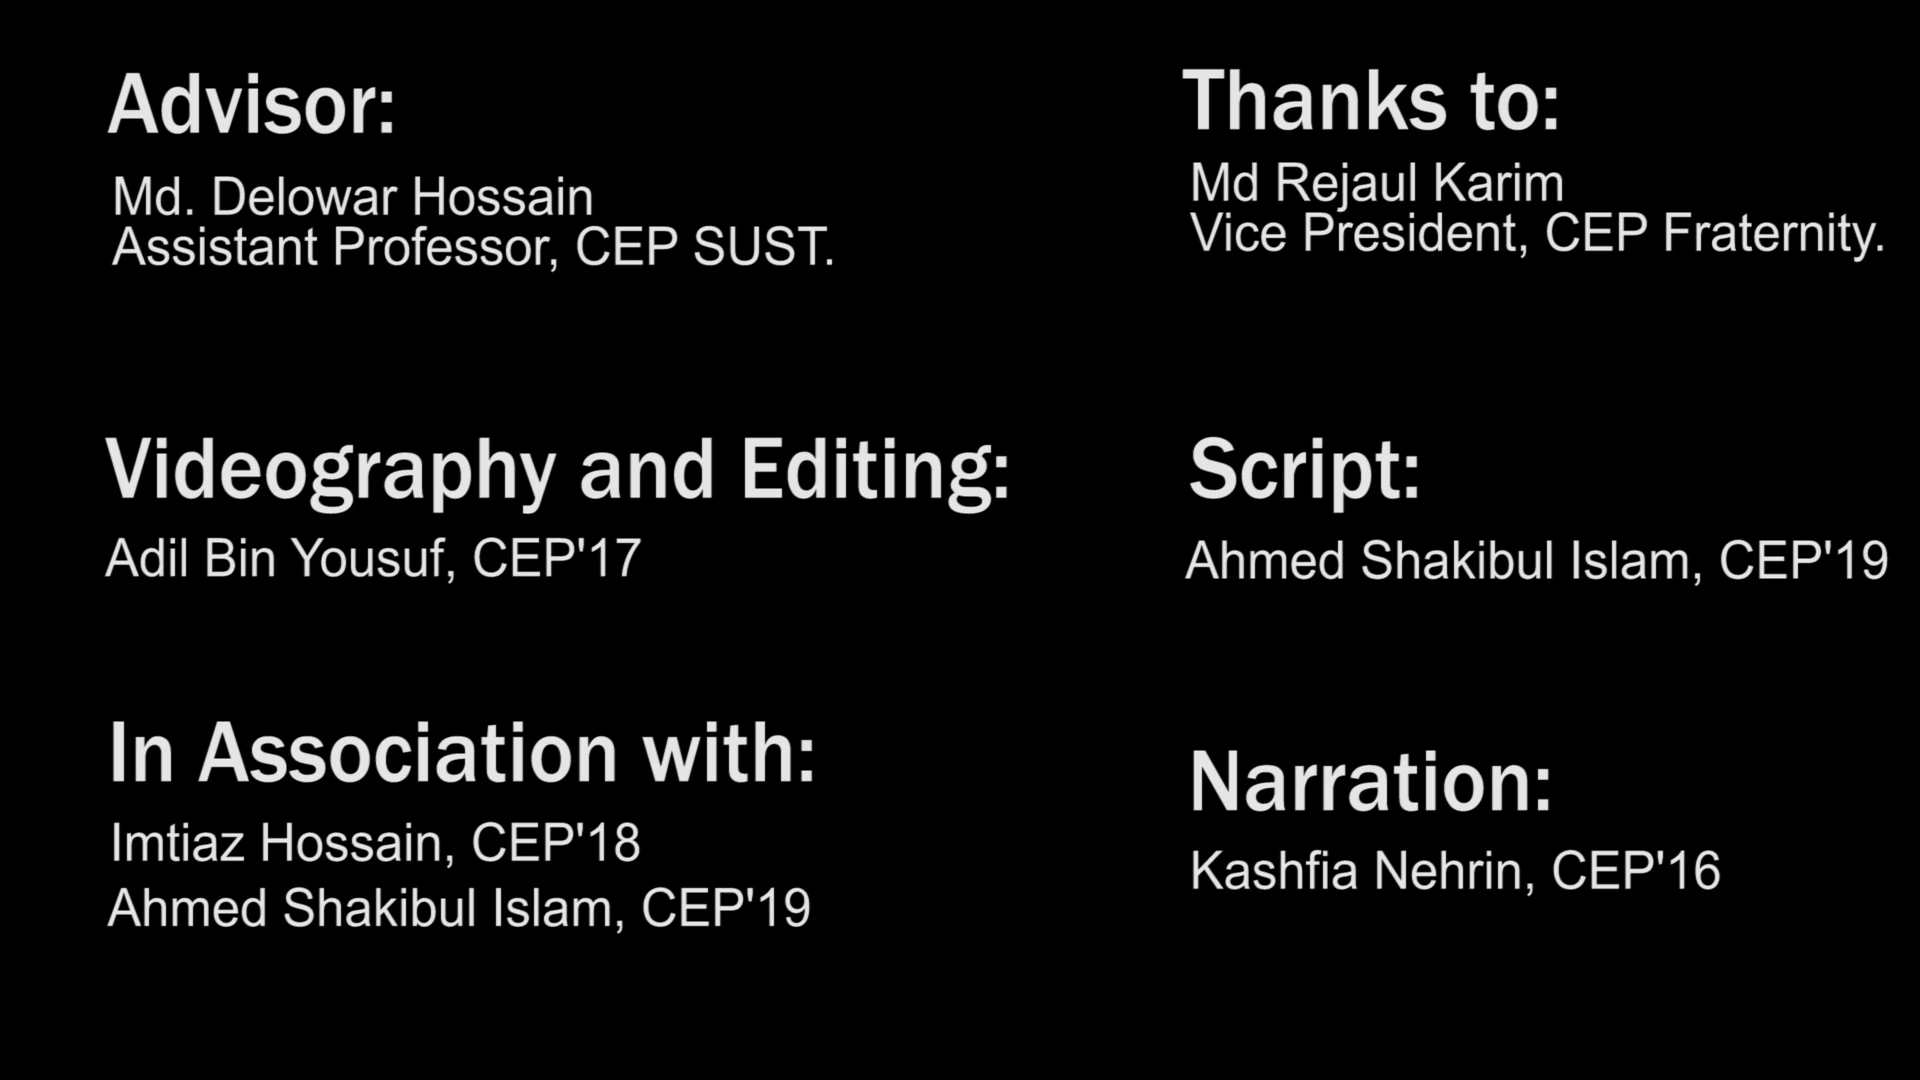 Advisor:
Md. Delowar Hossain
Assistant Professor, CEP SUST.
Thanks to:
Md Rejaul Karim
Vice President, CEP Fraternity.
Videography and Editing:
Adil Bin Yousuf, CEP'17
Script:
Ahmed Shakibul Islam, CEP'19
In Association with:
Imtiaz Hossain, CEP'18
Ahmed Shakibul Islam, CEP'19
Narration:
Kashfia Nehrin, CEP'16